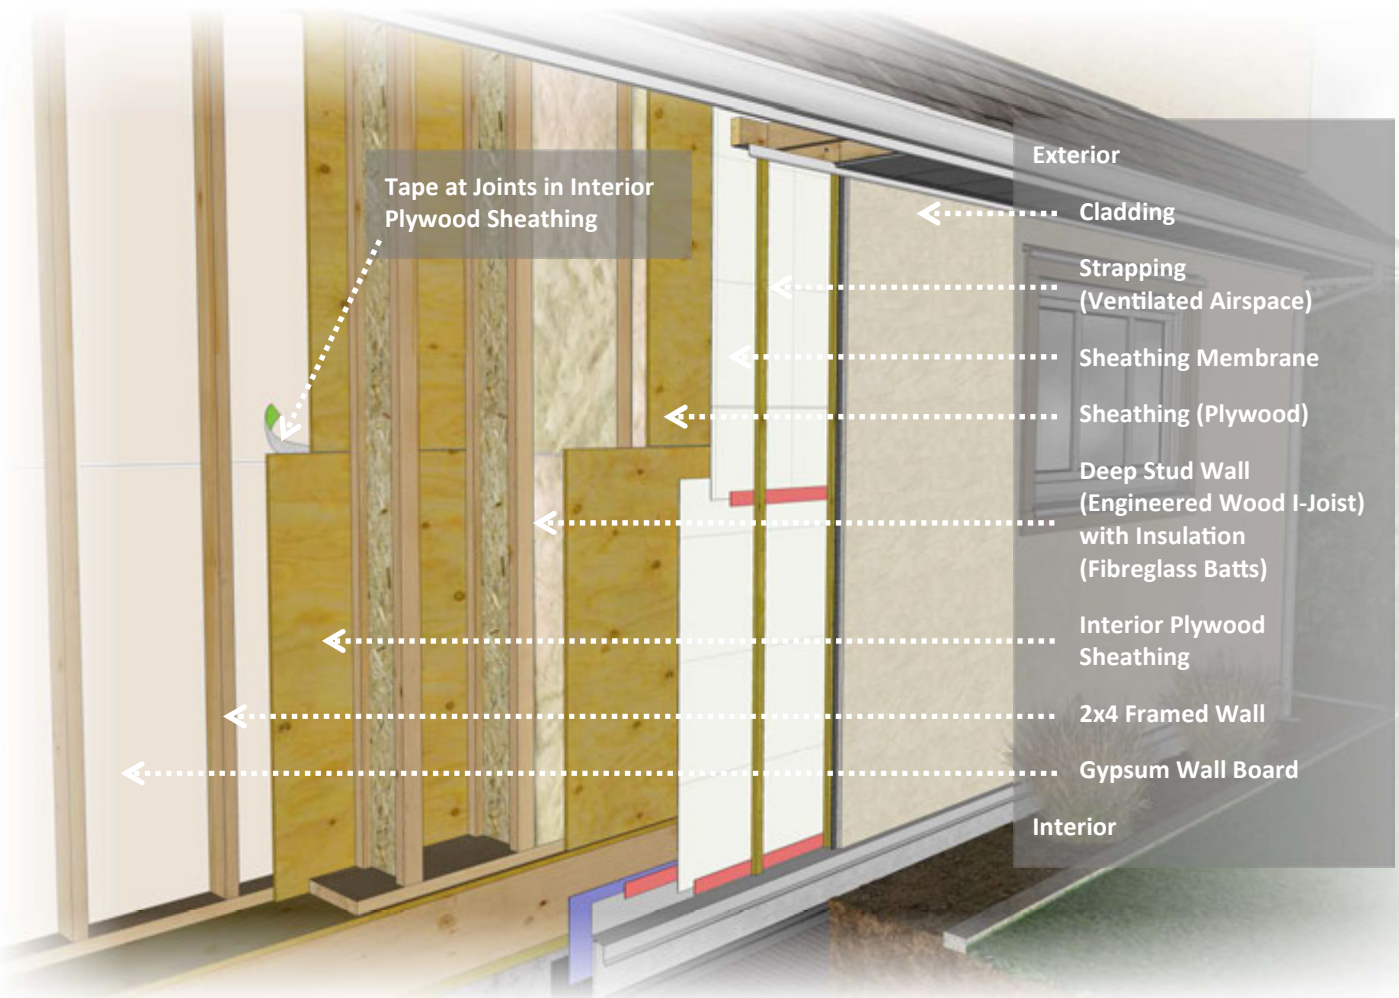 Tape at Joints in Interior
Plywood Sheathing
Exterior
Cladding
Strapping
(Ventilated Airspace)
Sheathing Membrane
Sheathing (Plywood)
Deep Stud Wall
(Engineered Wood I-Joist)
with Insulation
(Fibreglass Batts)
Interior Plywood
Sheathing
2x4 Framed Wall
Gypsum Wall Board
Interior